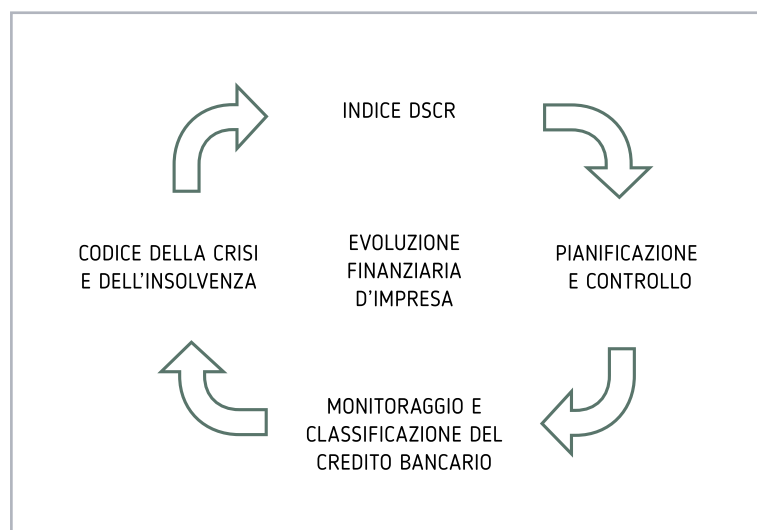 INDICE DSCR
CODICE DELLA CRISI
E DELL'INSOLVENZA
EVOLUZIONE
FINANZIARIA
D'IMPRESA
PIANIFICAZIONE
E CONTROLLO
MONITORAGGIO E
CLASSIFICAZIONE DEL
CREDITO BANCARIO